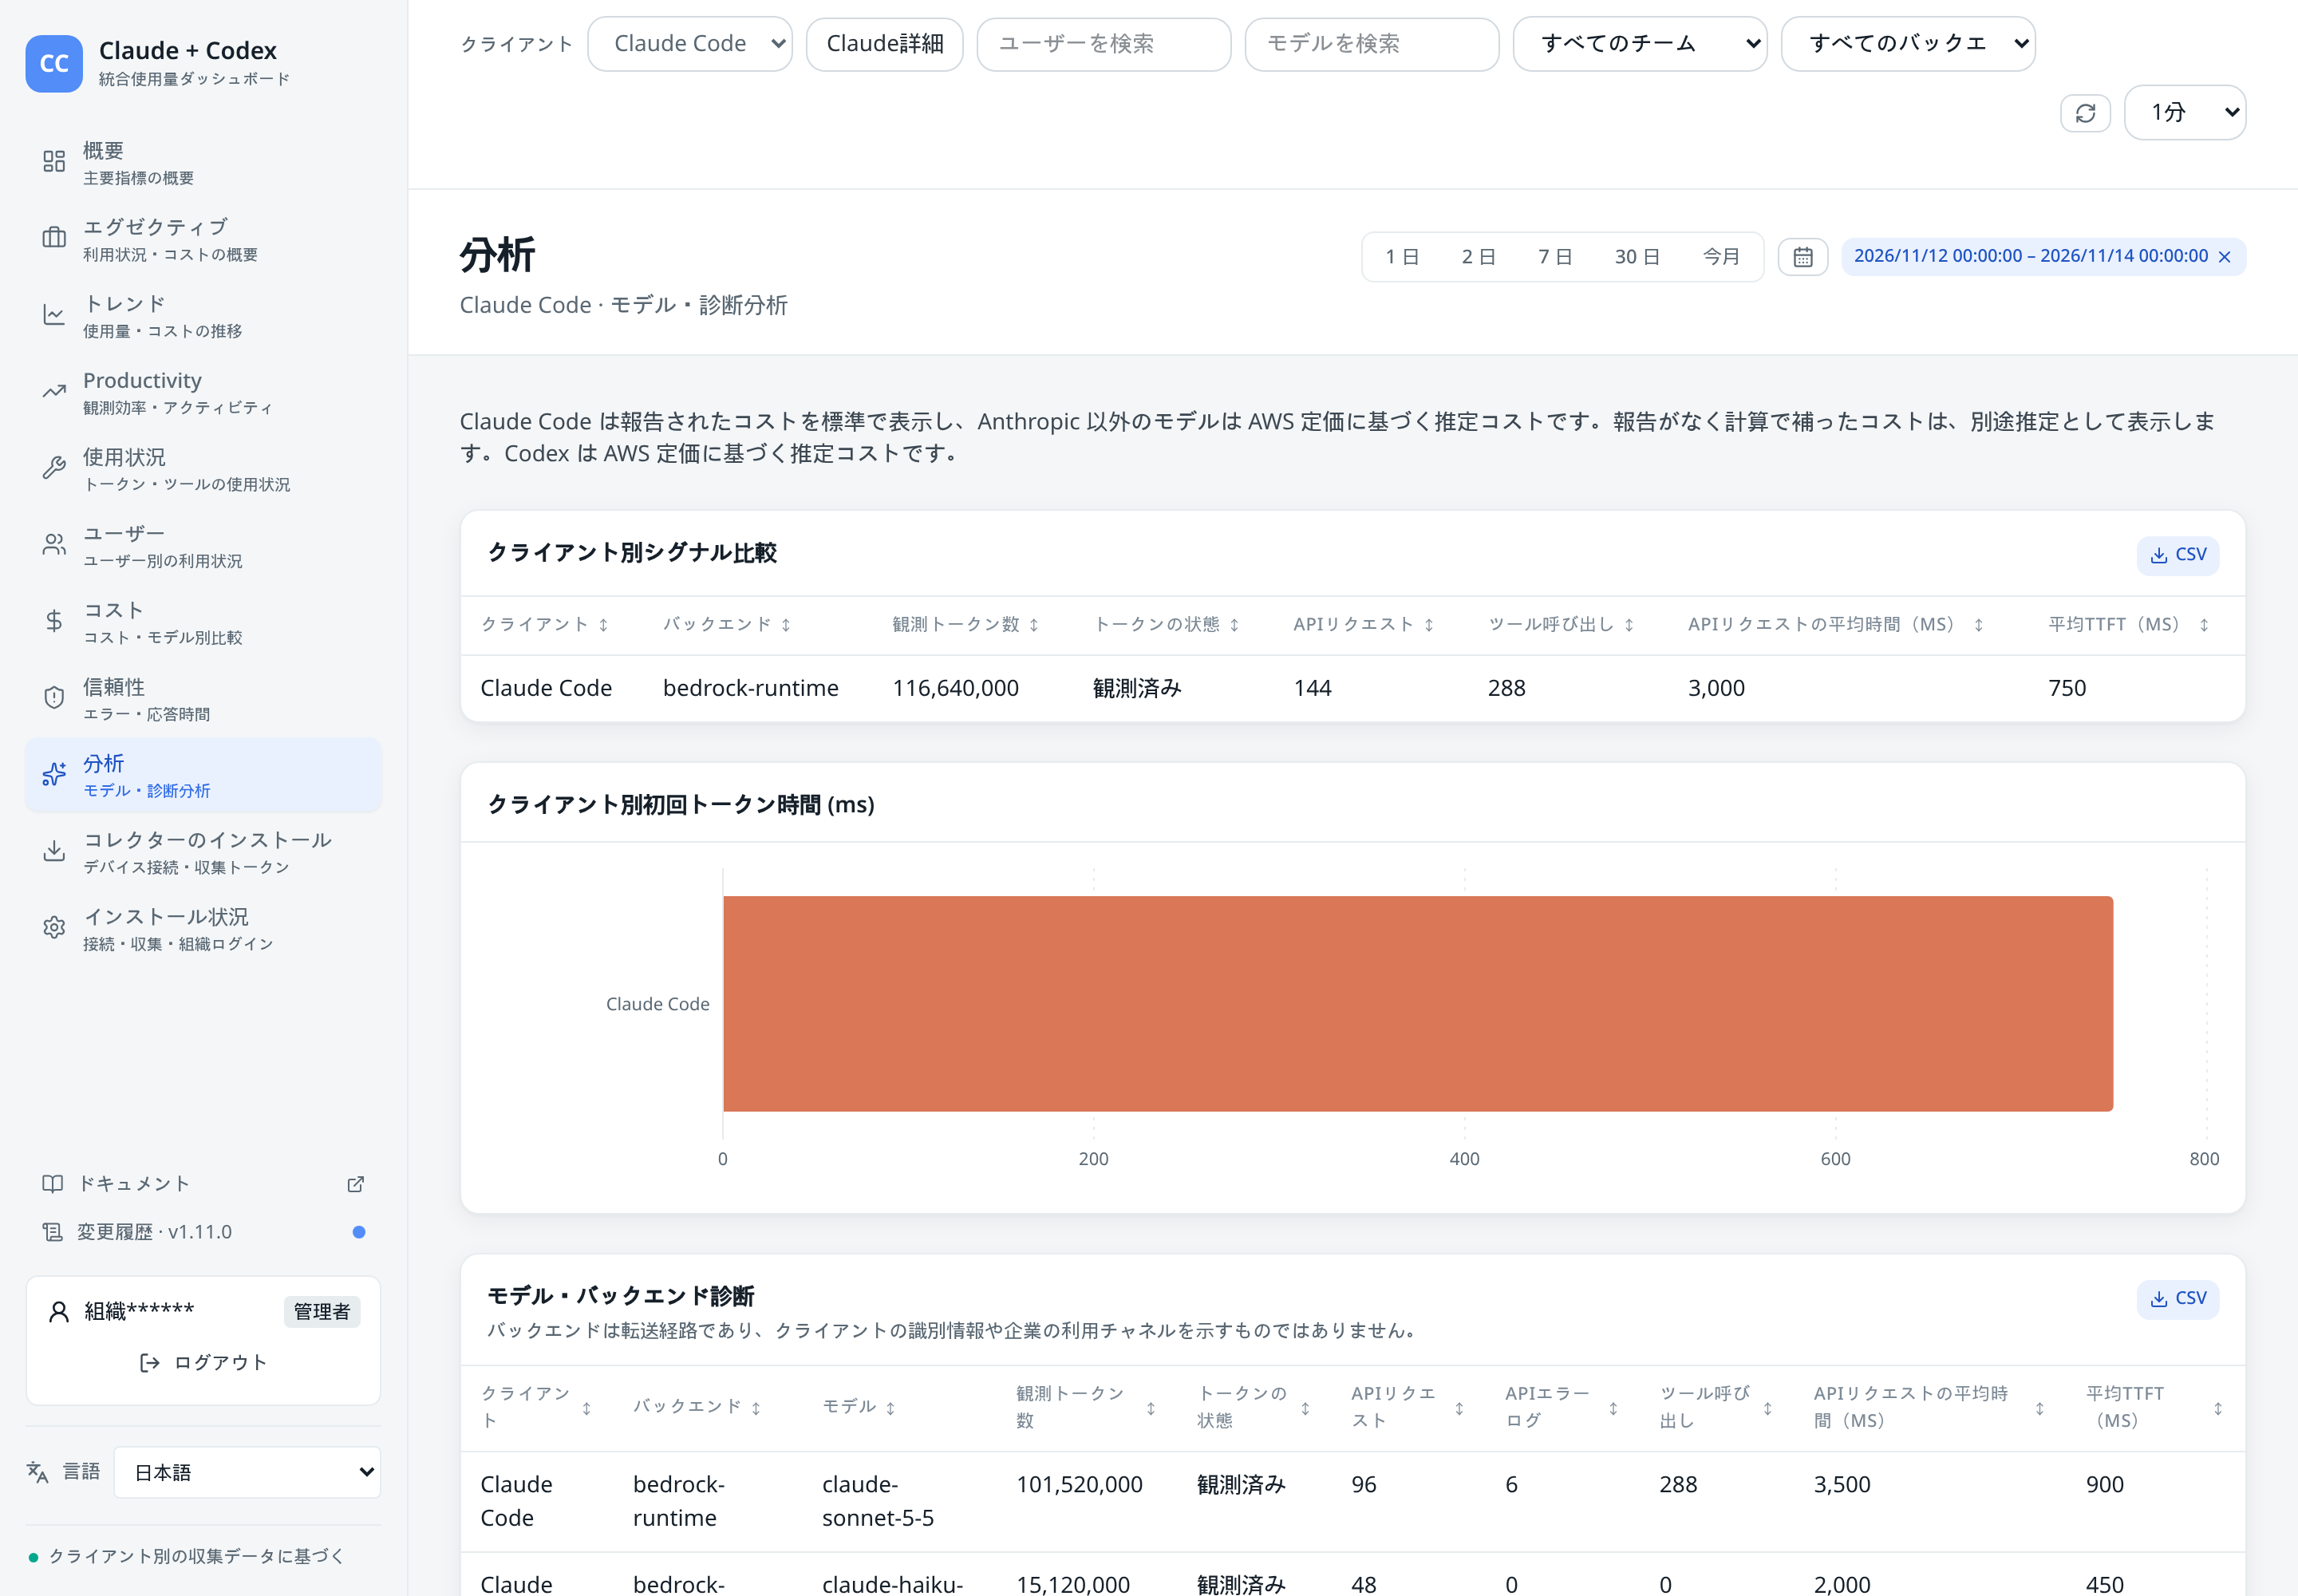 CC
Claude + Codex
統合使用量ダッシュボード
概要
主要指標の概要
エグゼクティブ
利用状況・コストの概要
トレンド
使用量・コストの推移
Productivity
観測効率・アクティビティ
使用状況
トークン・ツールの使用状況
ユーザー
ユーザー別の利用状況
コスト
コスト・モデル別比較
信頼性
エラー・応答時間
分析
モデル・診断分析
コレクターのインストール
デバイス接続・収集トークン
インストール状況
接続・収集・組織ログイン
ドキュメント
変更履歴 · v1.11.0
組織******
管理者
ログアウト
言語
日本語
クライアント別の収集データに基づく
クライアント
Claude Code
Claude詳細
ユーザーを検索
モデルを検索
すべてのチーム
すべてのバックエ
1分
分析
Claude Code · モデル・診断分析
1 日
2 日
7 日
30 日
今月
2026/11/12 00:00:00 – 2026/11/14 00:00:00
Claude Code は報告されたコストを標準で表示し、Anthropic 以外のモデルは AWS 定価に基づく推定コストです。報告がなく計算で補ったコストは、別途推定として表示しま
す。Codex は AWS 定価に基づく推定コストです。
クライアント別シグナル比較
CSV
クライアント バックエンド 観測トークン数 トークンの状態 APIリクエスト ツール呼び出し APIリクエストの平均時間（MS） 平均TTFT（MS）
Claude Code bedrock-runtime 116,640,000 観測済み 144 288 3,000 750
クライアント別初回トークン時間 (ms)
Claude Code
0 200 400 600 800
モデル・バックエンド診断
バックエンドは転送経路であり、クライアントの識別情報や企業の利用チャネルを示すものではありません。
CSV
クライアン
ト
バックエンド
モデル
観測トークン
数
トークンの
状態
APIリクエ
スト
APIエラー
ログ
ツール呼び
出し
APIリクエストの平均時
間（MS）
平均TTFT
（MS）
Claude
Code
bedrock-
runtime
claude-
sonnet-5-5
101,520,000
観測済み
96
6
288
3,500
900
Claude
bedrock-
claude-haiku-
15,120,000
観測済み
48
0
0
2,000
450